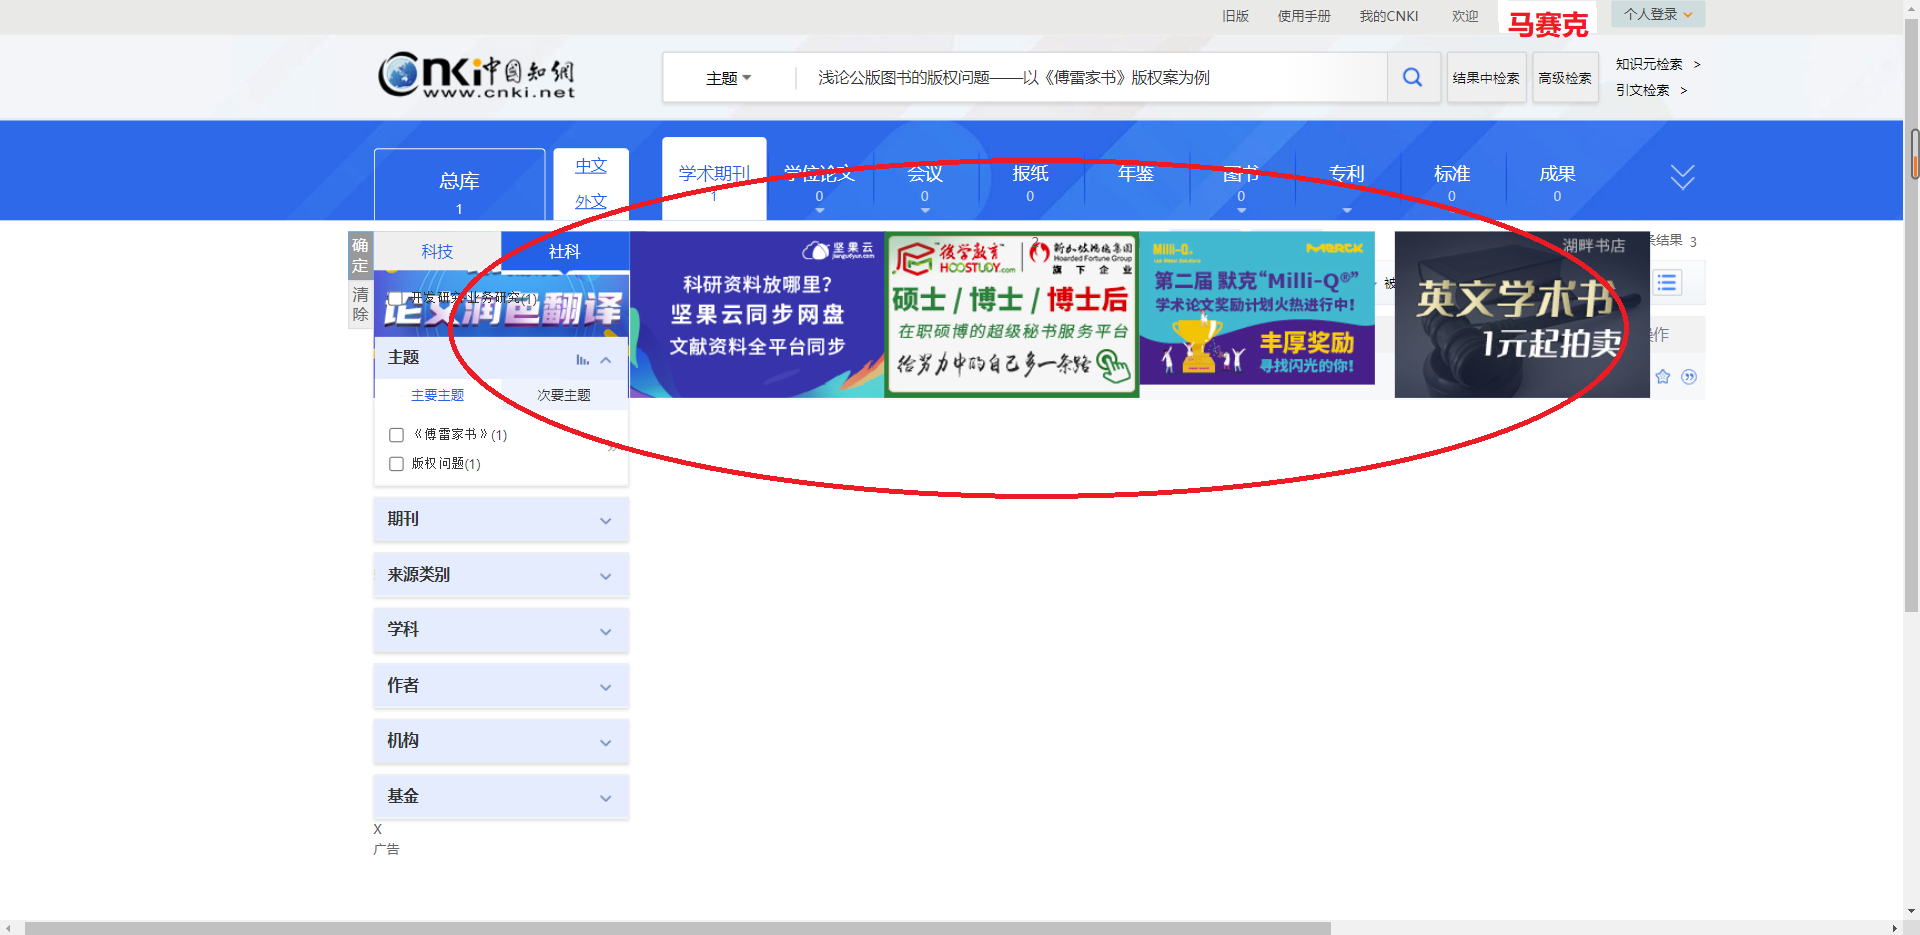 旧版 使用手册 我的CNKI 欢迎 马赛克 个人登录
Cnki中国知網
www.cnki.net
主题 浅论公版图书的版权问题——以《傅雷家书》版权案为例
结果中检索 高级检索
知识元检索 >
引文检索 >
总库
1
中文
外文
学术期刊
1
学位论文
0
会议
0
报纸
0
年鉴
图书
0
专利
标准
0
成果
0
确定
清除
科技 社科
开发研究-业务研究(1)
论文润色翻译
主题
主要主题 次要主题
《傅雷家书》(1)
版权问题(1)
期刊
来源类别
学科
作者
机构
基金
X
广告
坚果云
jianguoyun.com
科研资料放哪里?
坚果云同步网盘
文献资料全平台同步
後学教育
HOOSTUDY.com
新加坡鸿儒集团
Hoarded Fortune Group
旗下企业
2
硕士/博士/博士后
在职硕博的超级秘书服务平台
给努力中的自己多一条路
Milli-Q.
Lab Water Solutions
MERCK
第二届 默克“Milli-Q®”
学术论文奖励计划火热进行中!
丰厚奖励
寻找闪光的你!
被
湖畔书店
英文学术书
1元起拍卖
条结果 3
操作